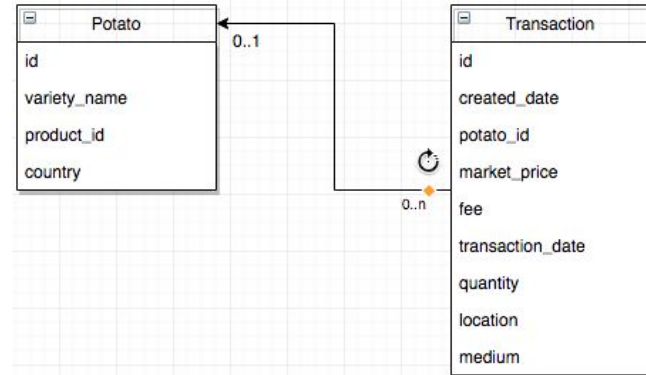 Potato
id
variety_name
product_id
country
0..1
0..n
Transaction
id
created_date
potato_id
market_price
fee
transaction_date
quantity
location
medium